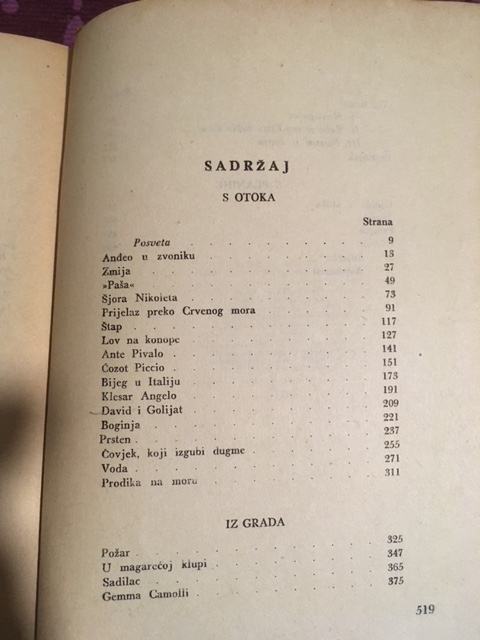 SADRŽAJ
S OTOKA
Strana
Posveta . . . . . . . . . 9
Anđeo u zvoniku . . . . . . . 13
Zmija . . . . . . . . . . 27
»Paša« . . . . . . . . . 49
Sjora Nikoleta . . . . . . . . 73
Prijelaz preko Crvenog mora . . . . . 91
Štap . . . . . . . . . . 117
Lov na konope . . . . . . . . 127
Ante Pivalo . . . . . . . . . 141
Ćozot Piccio . . . . . . . . . 151
Bijeg u Italiju . . . . . . . . 173
Klesar Angelo . . . . . . . . 191
David i Golijat . . . . . . . . 209
Boginja . . . . . . . . . 221
Prsten . . . . . . . . . . 237
Čovjek, koji izgubi dugme . . . . . 255
Voda . . . . . . . . . . 271
Prodika na moru . . . . . . . 311
IZ GRADA
Požar . . . . . . . . . . 325
U magarećoj klupi . . . . . . . 347
Sadilac . . . . . . . . . 365
Gemma Camolli . . . . . . . . 375
519